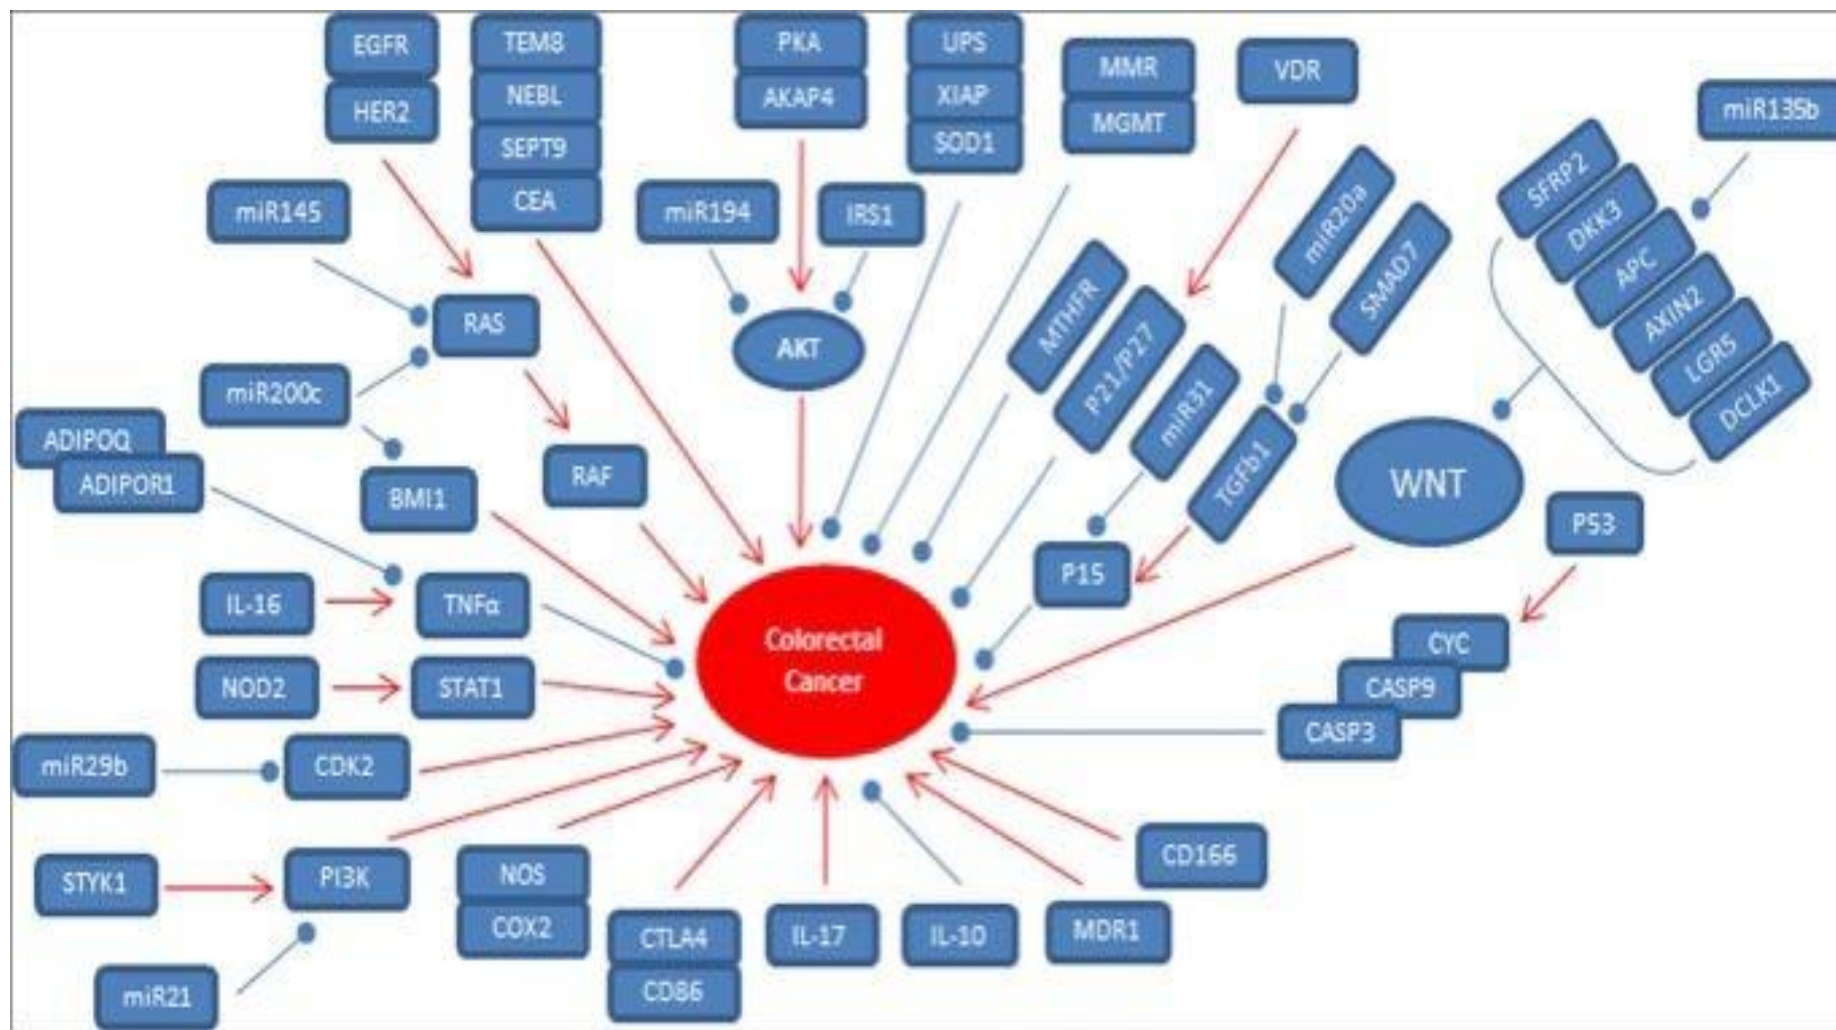 EGFR
HER2
TEM8
NEBL
SEPT9
CEA
PKA
AKAP4
UPS
XIAP
SOD1
MMR
MGMT
VDR
miR135b
miR145
miR194
IRS1
miR20a
SMAD7
SFRP2
DKK3
APC
AXIN2
LGR5
DCLK1
RAS
AKT
MTHFR
P21/P27
miR31
TGFb1
miR200c
ADIPOQ
ADIPOR1
BMI1
RAF
WNT
P53
IL-16
TNFα
P15
Colorectal
Cancer
CYC
CASP9
CASP3
NOD2
STAT1
miR29b
CDK2
STYK1
PI3K
NOS
COX2
CTLA4
CD86
IL-17
IL-10
MDR1
CD166
miR21